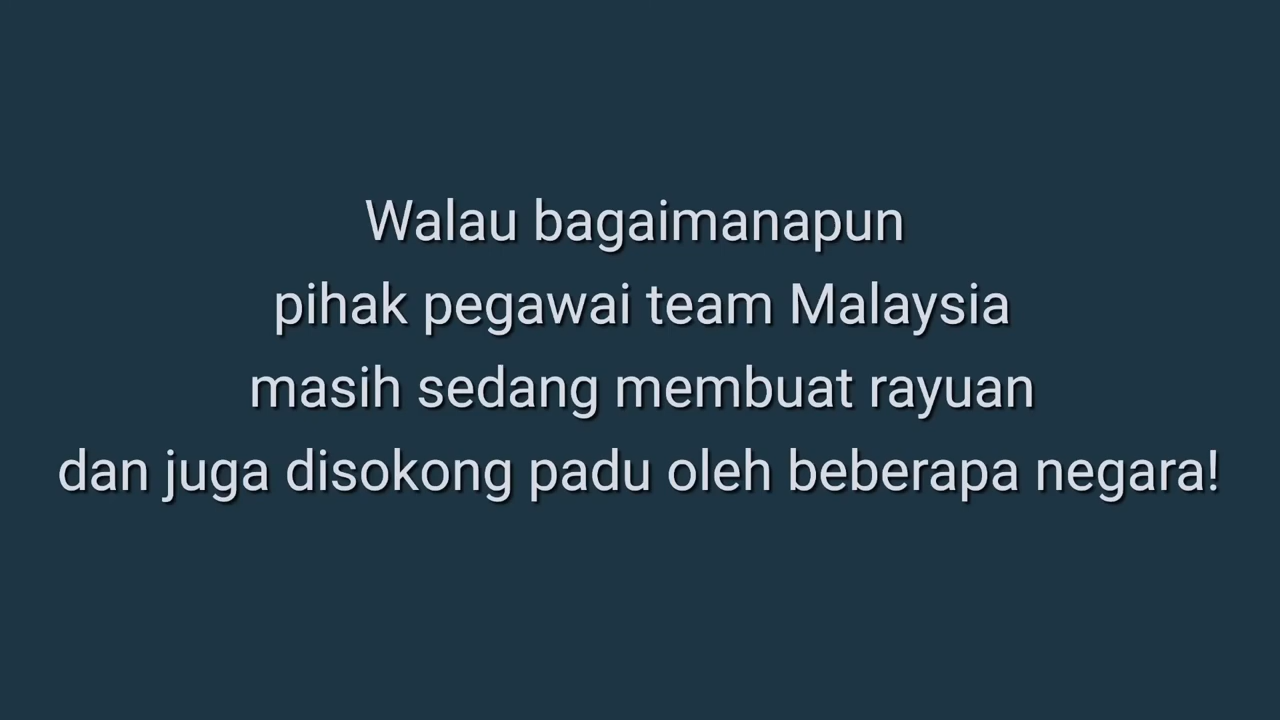 Walau bagaimanapun
pihak pegawai team Malaysia
masih sedang membuat rayuan
dan juga disokong padu oleh beberapa negara!